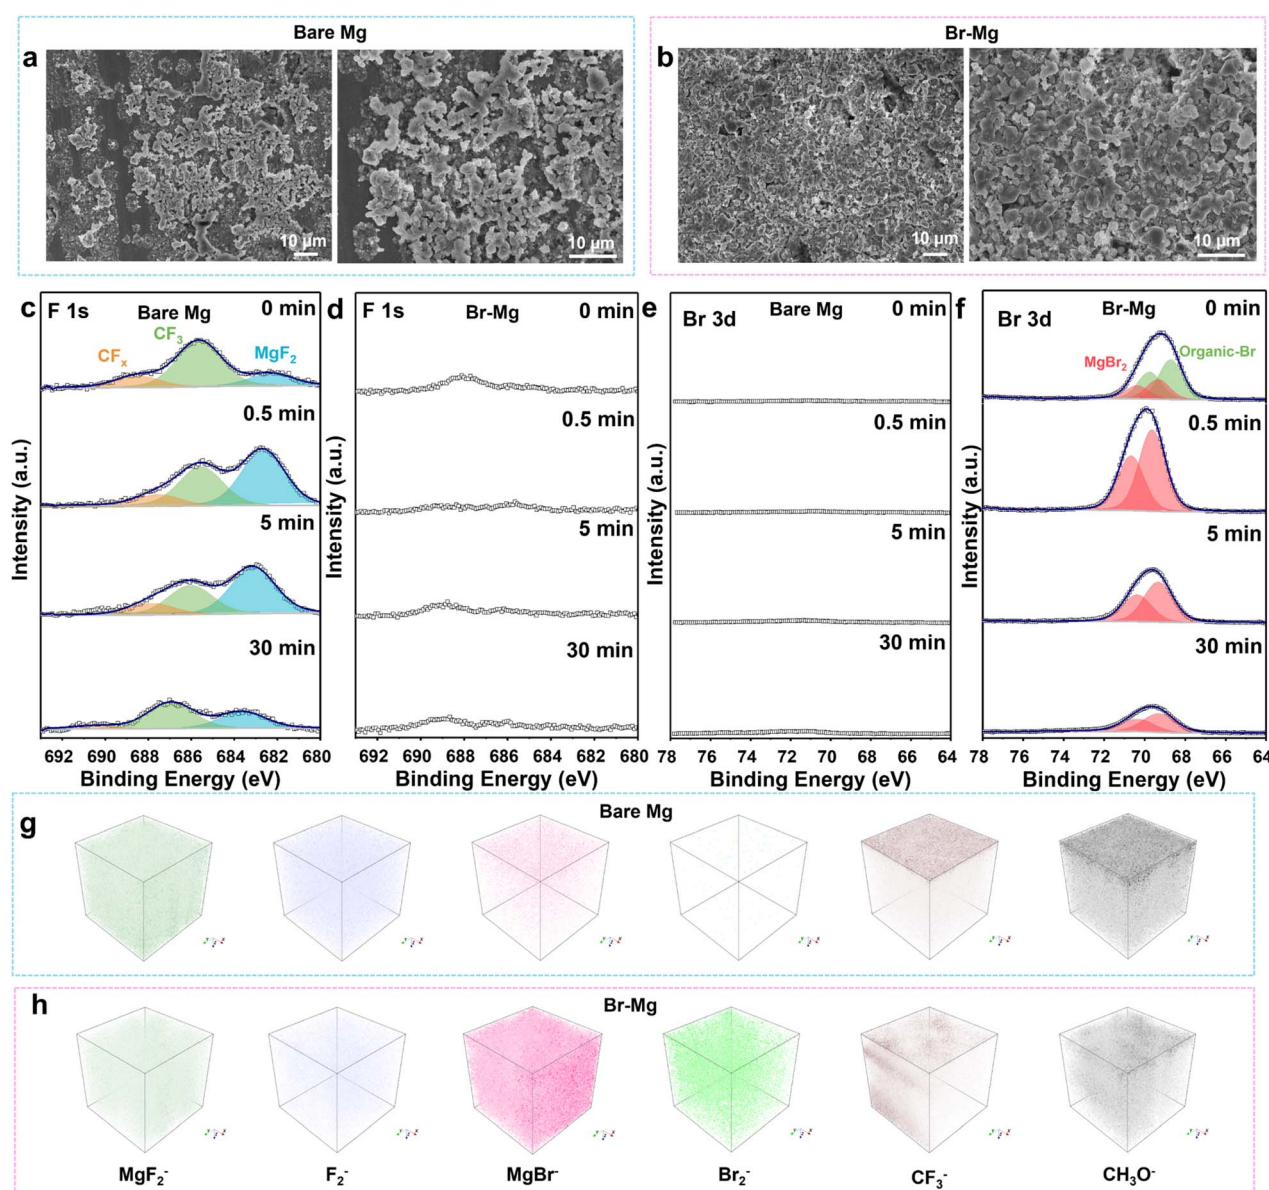 Bare Mg
Br-Mg
a
b
10 μm
10 μm
10 μm
10 μm
c
F 1s
Bare Mg
0 min
CFₓ
CF₃
MgF₂
0.5 min
5 min
30 min
Intensity (a.u.)
692 690 688 686 684 682 680
Binding Energy (eV)
d
F 1s
Br-Mg
0 min
0.5 min
5 min
30 min
Intensity (a.u.)
692 690 688 686 684 682 680
Binding Energy (eV)
e
Br 3d
Bare Mg
0 min
0.5 min
5 min
30 min
Intensity (a.u.)
78 76 74 72 70 68 66 64
Binding Energy (eV)
f
Br 3d
Br-Mg
0 min
MgBr₂
Organic-Br
0.5 min
5 min
30 min
Intensity (a.u.)
78 76 74 72 70 68 66 64
Binding Energy (eV)
g
Bare Mg
h
Br-Mg
MgF₂⁻
F₂⁻
MgBr⁻
Br₂⁻
CF₃⁻
CH₃O⁻